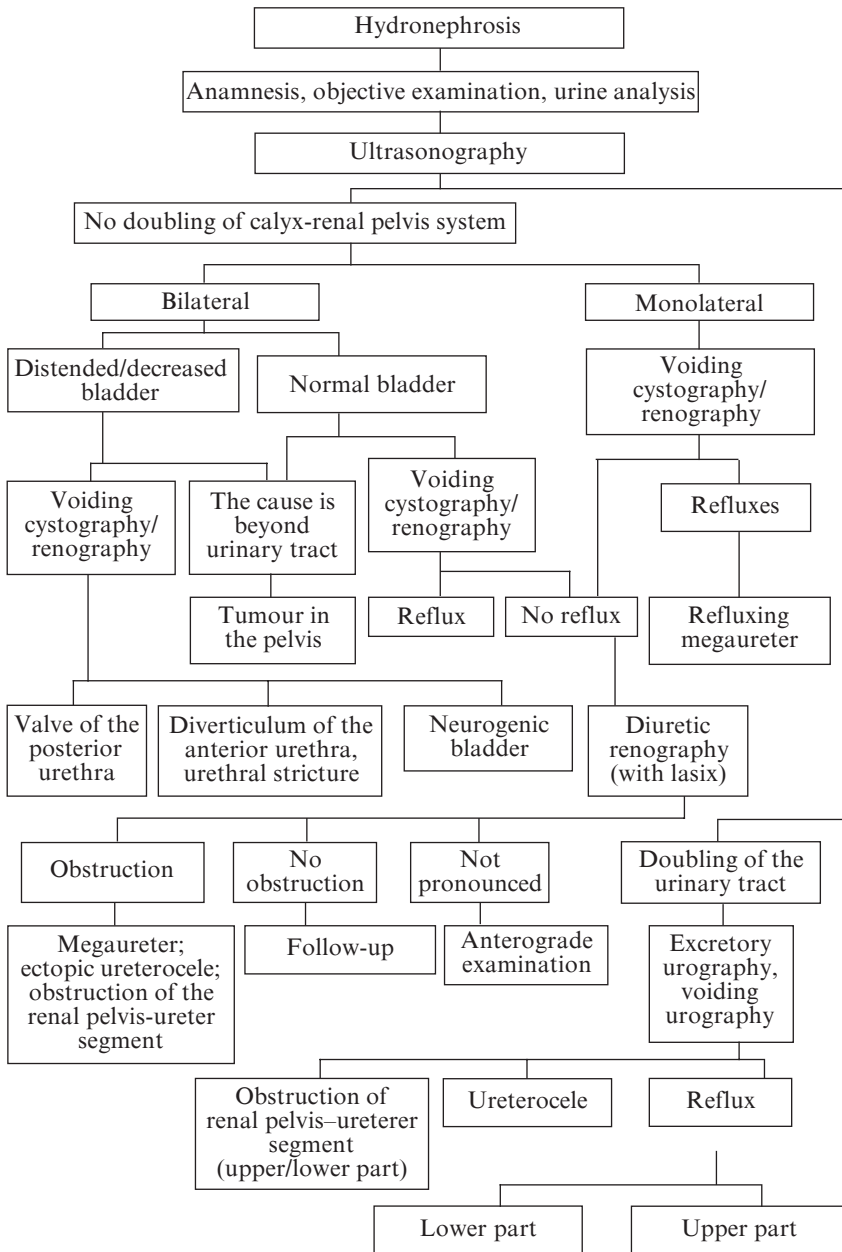 Hydronephrosis
Anamnesis, objective examination, urine analysis
Ultrasonography
No doubling of calyx-renal pelvis system
Bilateral
Monolateral
Distended/decreased
bladder
Normal bladder
Voiding
cystography/
renography
Voiding
cystography/
renography
The cause is
beyond
urinary tract
Voiding
cystography/
renography
Refluxes
Tumour in
the pelvis
Reflux
No reflux
Refluxing
megaureter
Valve of the
posterior
urethra
Diverticulum of the
anterior urethra,
urethral stricture
Neurogenic
bladder
Diuretic
renography
(with lasix)
Obstruction
No
obstruction
Not
pronounced
Doubling of the
urinary tract
Megaureter;
ectopic ureterocele;
obstruction of the
renal pelvis-ureter
segment
Follow-up
Anterograde
examination
Excretory
urography,
voiding
urography
Obstruction of
renal pelvis–ureterer
segment
(upper/lower part)
Ureterocele
Reflux
Lower part
Upper part